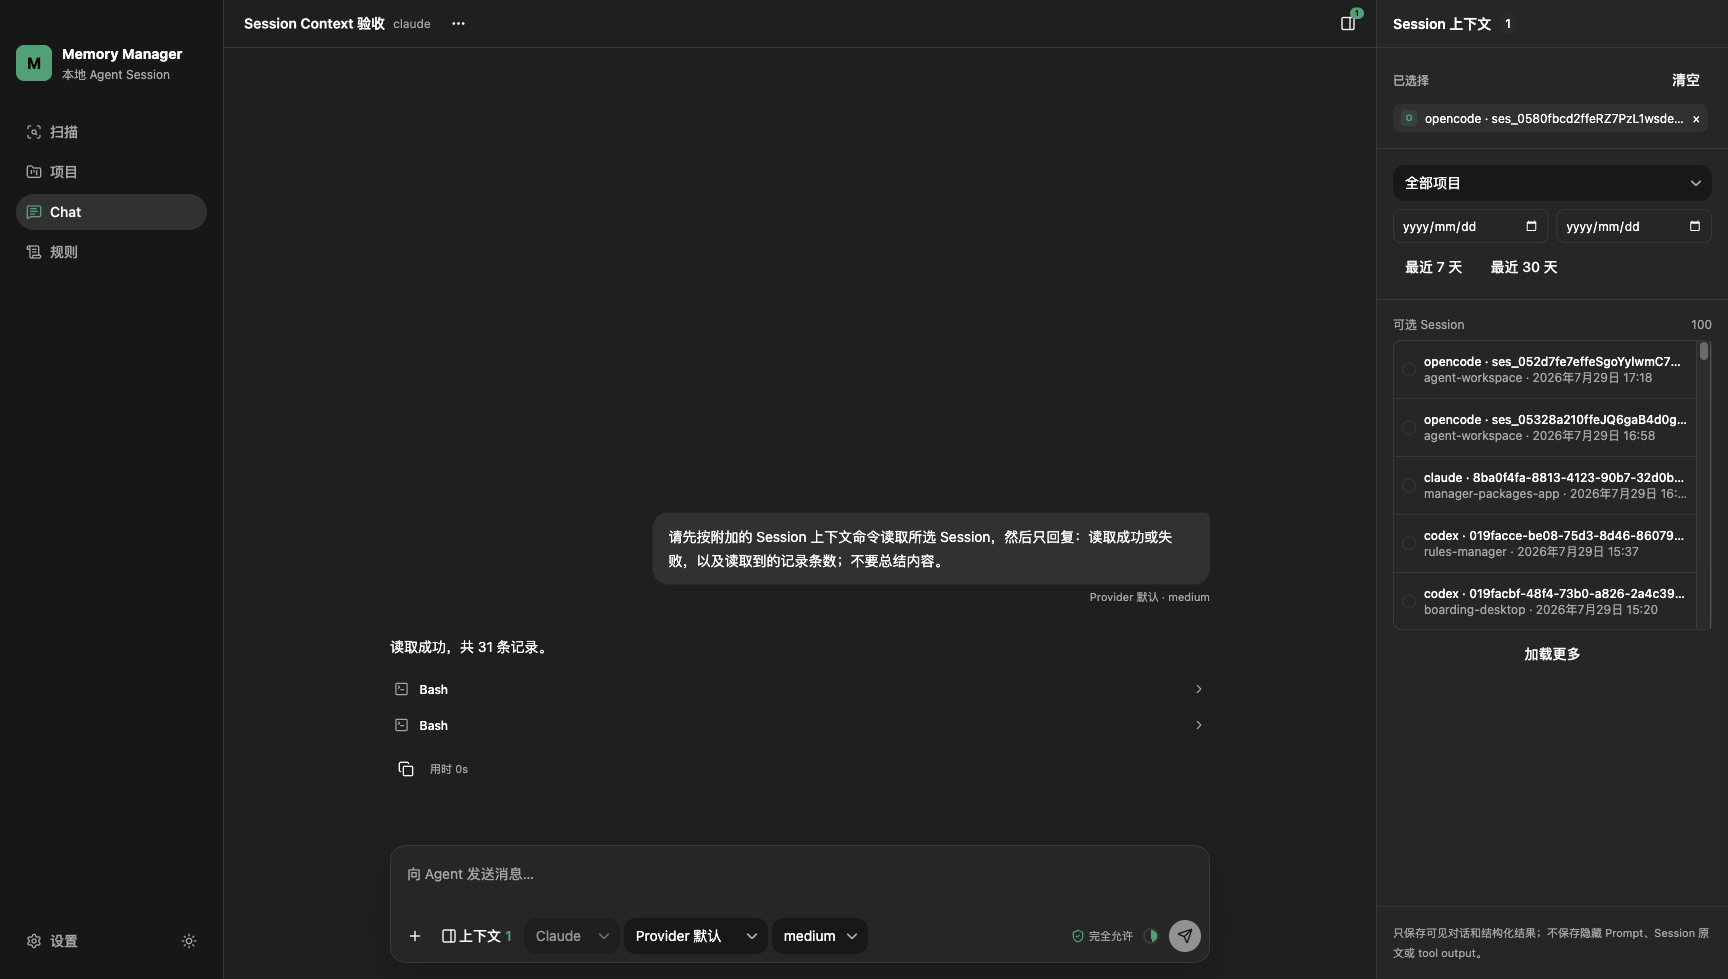 M
Memory Manager
本地 Agent Session
扫描
项目
Chat
规则
设置
Session Context 验收 claude ···
1
请先按附加的 Session 上下文命令读取所选 Session，然后只回复：读取成功或失
败，以及读取到的记录条数；不要总结内容。
Provider 默认 · medium
读取成功，共 31 条记录。
Bash
Bash
用时 0s
向 Agent 发送消息...
+ 上下文 1 Claude Provider 默认 medium 完全允许
Session 上下文 1
已选择 清空
O opencode · ses_0580fbcd2ffeRZ7PzL1wsde... ×
全部项目
yyyy/mm/dd yyyy/mm/dd
最近 7 天 最近 30 天
可选 Session 100
opencode · ses_052d7fe7effeSgoYylwmC7...
agent-workspace · 2026年7月29日 17:18
opencode · ses_05328a210ffeJQ6gaB4d0g...
agent-workspace · 2026年7月29日 16:58
claude · 8ba0f4fa-8813-4123-90b7-32d0b...
manager-packages-app · 2026年7月29日 16:...
codex · 019facce-be08-75d3-8d46-86079...
rules-manager · 2026年7月29日 15:37
codex · 019facbf-48f4-73b0-a826-2a4c39...
boarding-desktop · 2026年7月29日 15:20
加载更多
只保存可见对话和结构化结果；不保存隐藏 Prompt、Session 原
文或 tool output。